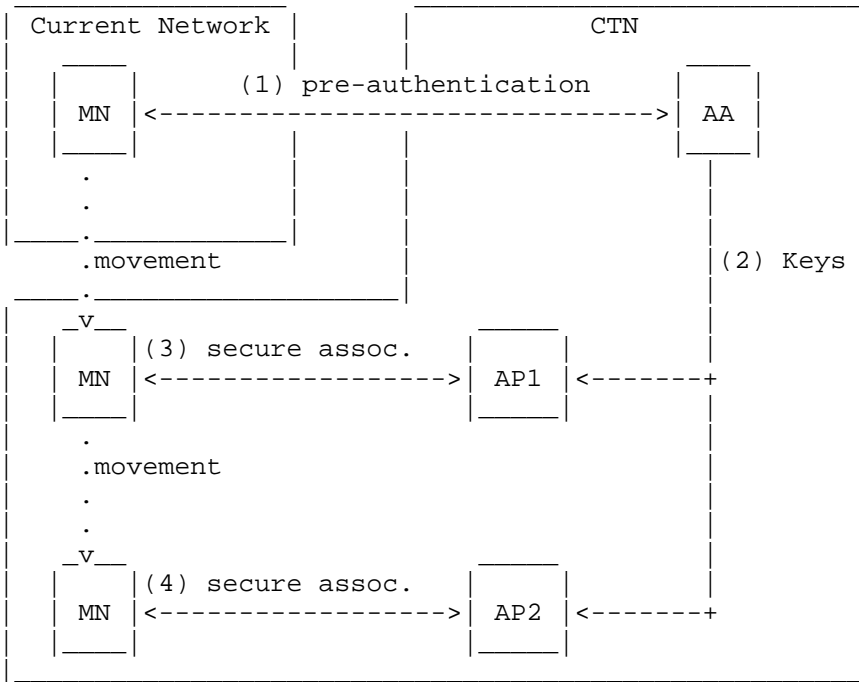 Current Network CTN
(1) pre-authentication
MN AA
.movement
(2) Keys
v
(3) secure assoc.
MN AP1
.movement
v
(4) secure assoc.
MN AP2